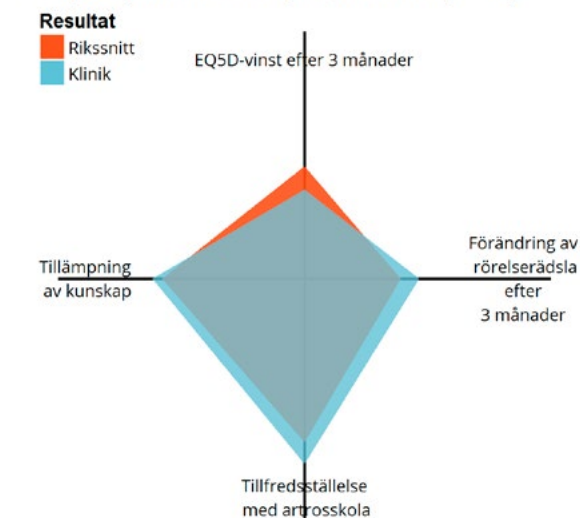 Resultat
Rikssnitt
Klinik
EQ5D-vinst efter 3 månader
Förändring av
rörelserädsla
efter
3 månader
Tillämpning
av kunskap
Tillfredsställelse
med artrosskola